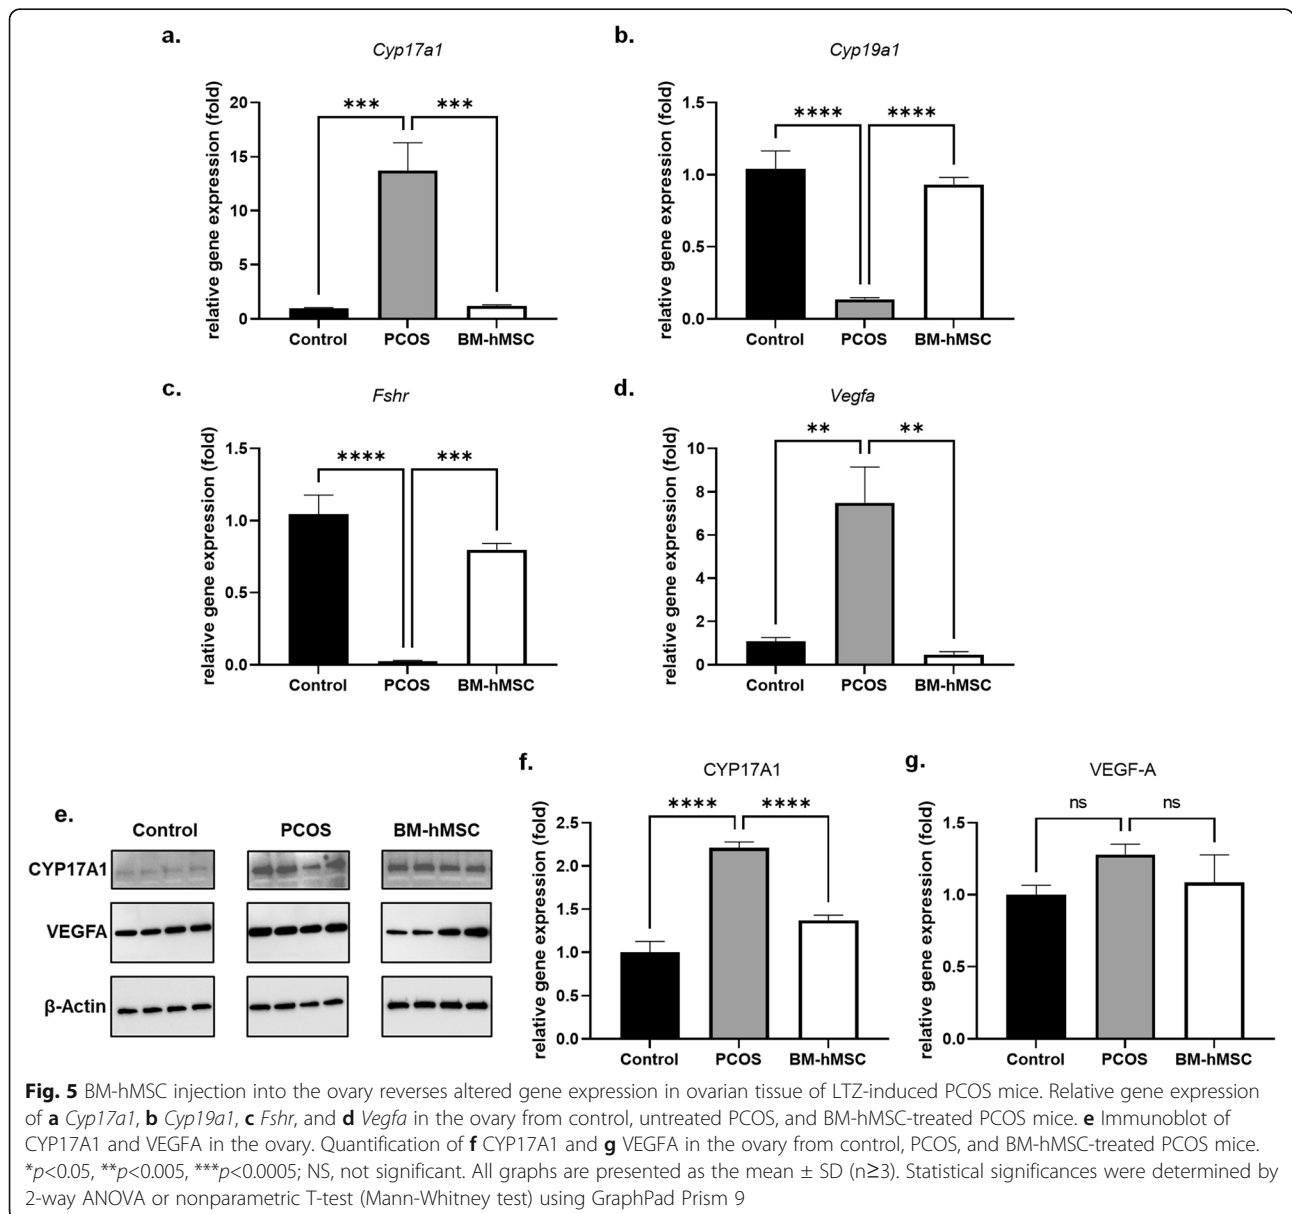 a.
Cyp17a1
relative gene expression (fold)
20
15
10
5
0
***
***
Control
PCOS
BM-hMSC
b.
Cyp19a1
relative gene expression (fold)
1.5
1.0
0.5
0.0
****
****
Control
PCOS
BM-hMSC
c.
Fshr
relative gene expression (fold)
1.5
1.0
0.5
0.0
****
***
Control
PCOS
BM-hMSC
d.
Vegfa
relative gene expression (fold)
10
8
6
4
2
0
**
**
Control
PCOS
BM-hMSC
e.
Control
PCOS
BM-hMSC
CYP17A1
VEGFA
β-Actin
f.
CYP17A1
relative gene expression (fold)
2.5
2.0
1.5
1.0
0.5
0.0
****
****
Control
PCOS
BM-hMSC
g.
VEGF-A
relative gene expression (fold)
1.5
1.0
0.5
0.0
ns
ns
Control
PCOS
BM-hMSC
Fig. 5 BM-hMSC injection into the ovary reverses altered gene expression in ovarian tissue of LTZ-induced PCOS mice. Relative gene expression
of a Cyp17a1, b Cyp19a1, c Fshr, and d Vegfa in the ovary from control, untreated PCOS, and BM-hMSC-treated PCOS mice. e Immunoblot of
CYP17A1 and VEGFA in the ovary. Quantification of f CYP17A1 and g VEGFA in the ovary from control, PCOS, and BM-hMSC-treated PCOS mice.
*p<0.05, **p<0.005, ***p<0.0005; NS, not significant. All graphs are presented as the mean ± SD (n≥3). Statistical significances were determined by
2-way ANOVA or nonparametric T-test (Mann-Whitney test) using GraphPad Prism 9